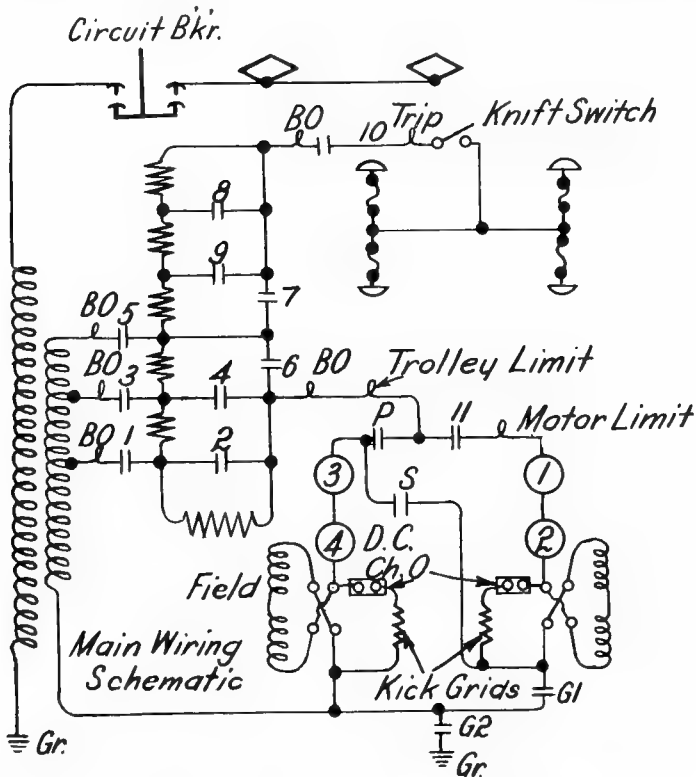 Circuit B'k'r.
BO
10
Trip
Knift Switch
8
9
7
BO 5
6
BO
Trolley Limit
BO 3
4
P
11
Motor Limit
BO 1
2
3
S
1
4
D.C.
Ch.O
2
Field
Main Wiring
Schematic
Kick Grids
G1
G2
Gr.
Gr.